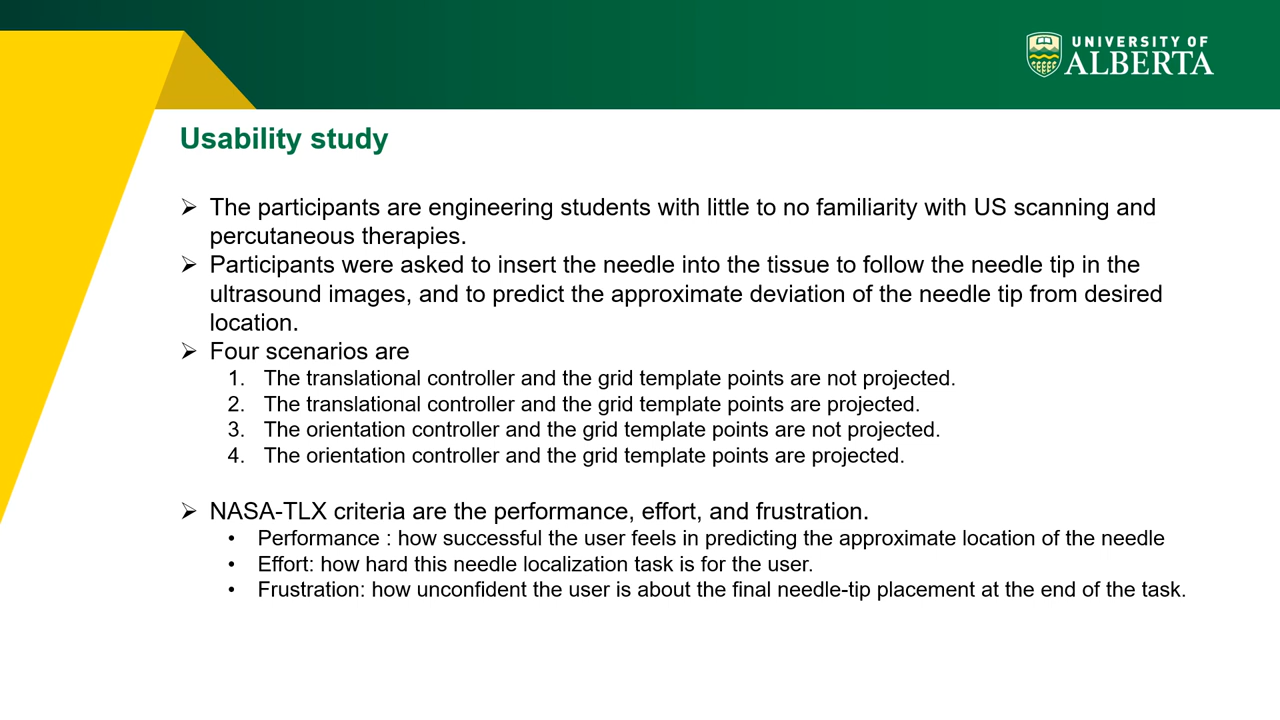 UNIVERSITY OF
ALBERTA
Usability study
➢ The participants are engineering students with little to no familiarity with US scanning and
percutaneous therapies.
➢ Participants were asked to insert the needle into the tissue to follow the needle tip in the
ultrasound images, and to predict the approximate deviation of the needle tip from desired
location.
➢ Four scenarios are
1. The translational controller and the grid template points are not projected.
2. The translational controller and the grid template points are projected.
3. The orientation controller and the grid template points are not projected.
4. The orientation controller and the grid template points are projected.
➢ NASA-TLX criteria are the performance, effort, and frustration.
• Performance : how successful the user feels in predicting the approximate location of the needle
• Effort: how hard this needle localization task is for the user.
• Frustration: how unconfident the user is about the final needle-tip placement at the end of the task.